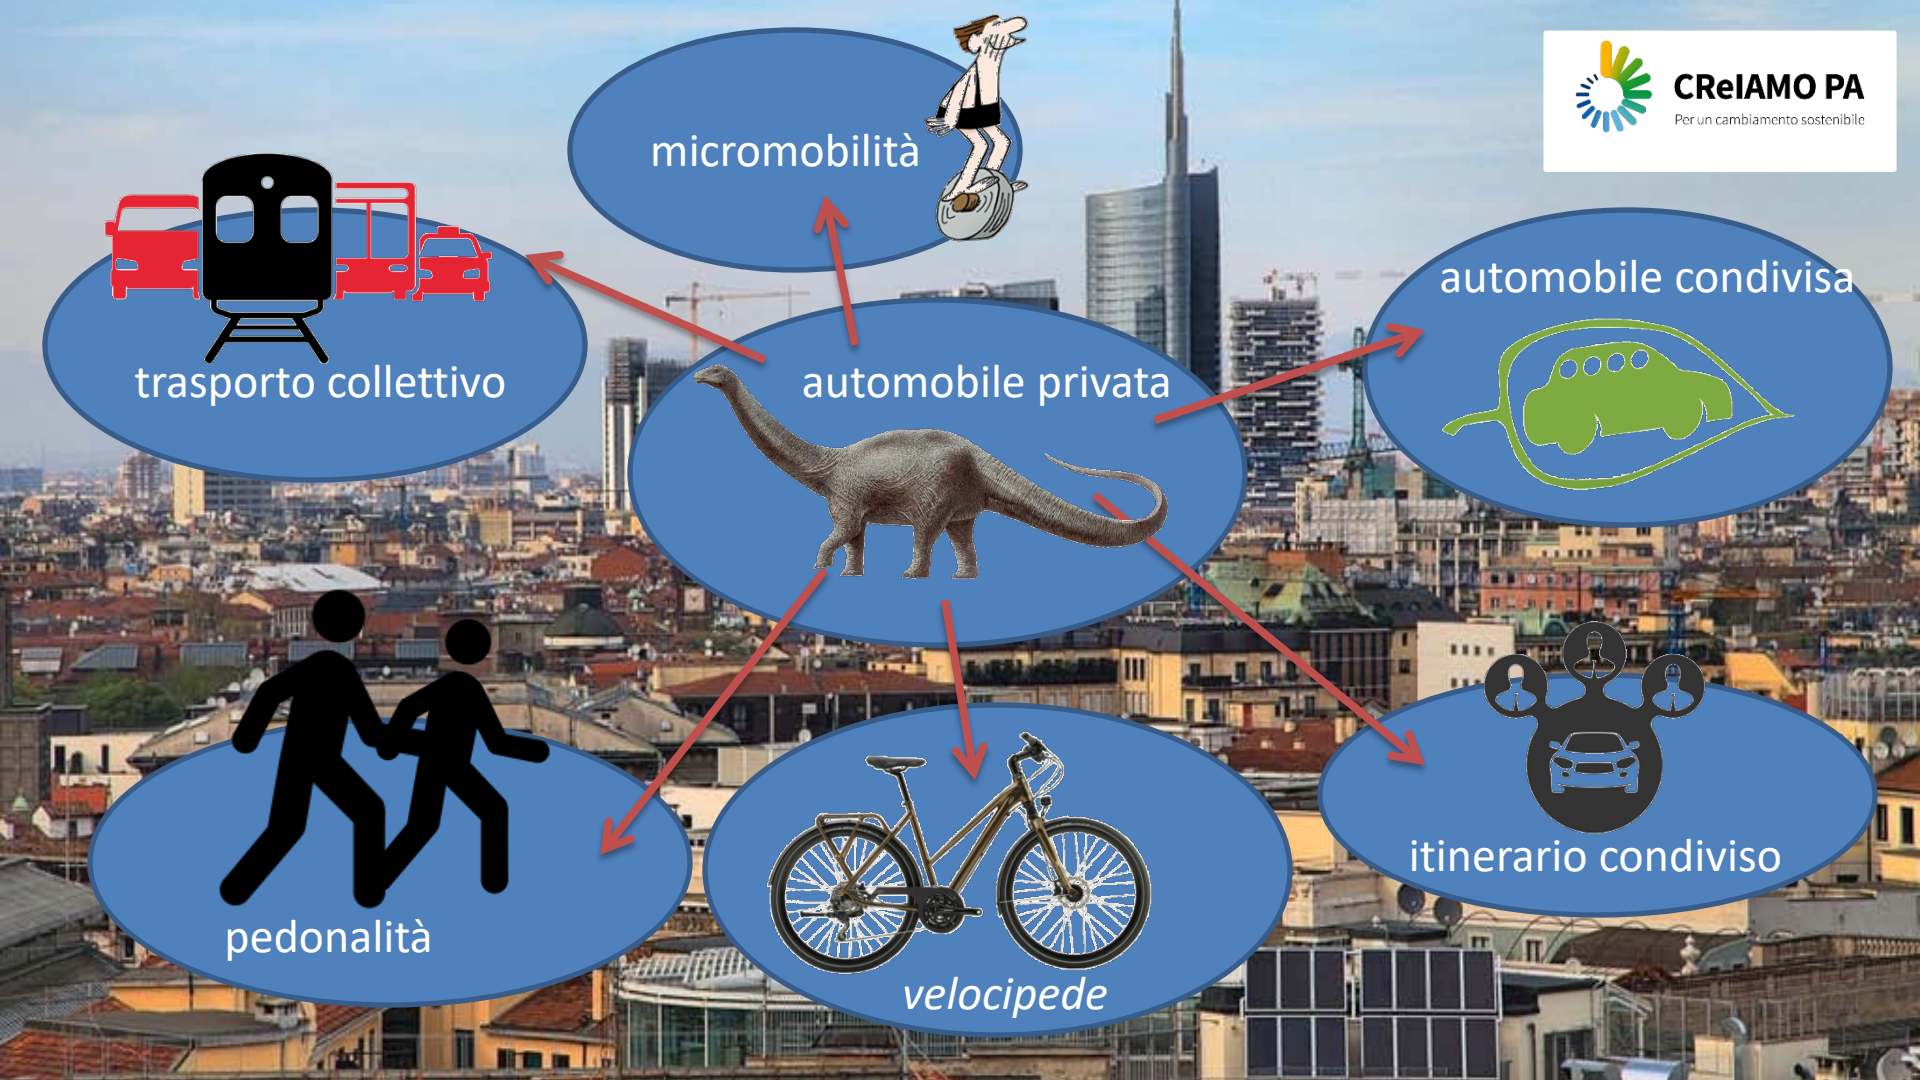 micromobilità
CReIAMO PA
Per un cambiamento sostenibile
automobile condivisa
trasporto collettivo
automobile privata
itinerario condiviso
pedonalità
velocipede